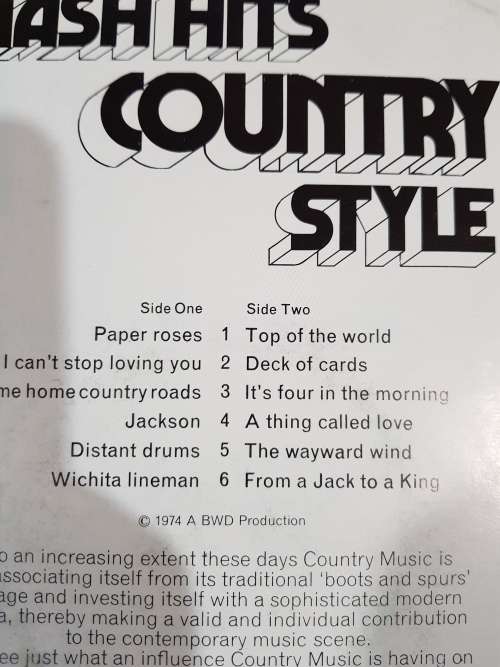 ASH HITS
COUNTRY
STYLE
Side One Side Two
Paper roses 1 Top of the world
I can't stop loving you 2 Deck of cards
me home country roads 3 It's four in the morning
Jackson 4 A thing called love
Distant drums 5 The wayward wind
Wichita lineman 6 From a Jack to a King
© 1974 A BWD Production
o an increasing extent these days Country Music is
ssociating itself from its traditional 'boots and spurs'
age and investing itself with a sophisticated modern
a, thereby making a valid and individual contribution
to the contemporary music scene.
ee just what an influence Country Music is having on